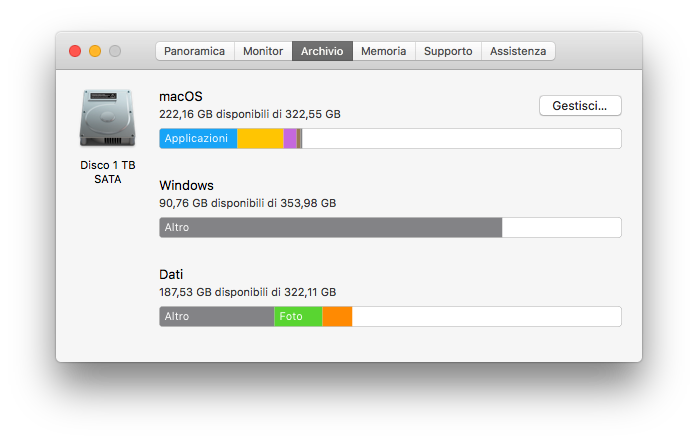 Panoramica Monitor Archivio Memoria Supporto Assistenza
macOS
222,16 GB disponibili di 322,55 GB
Gestisci...
Applicazioni
Disco 1 TB
SATA
Windows
90,76 GB disponibili di 353,98 GB
Altro
Dati
187,53 GB disponibili di 322,11 GB
Altro Foto